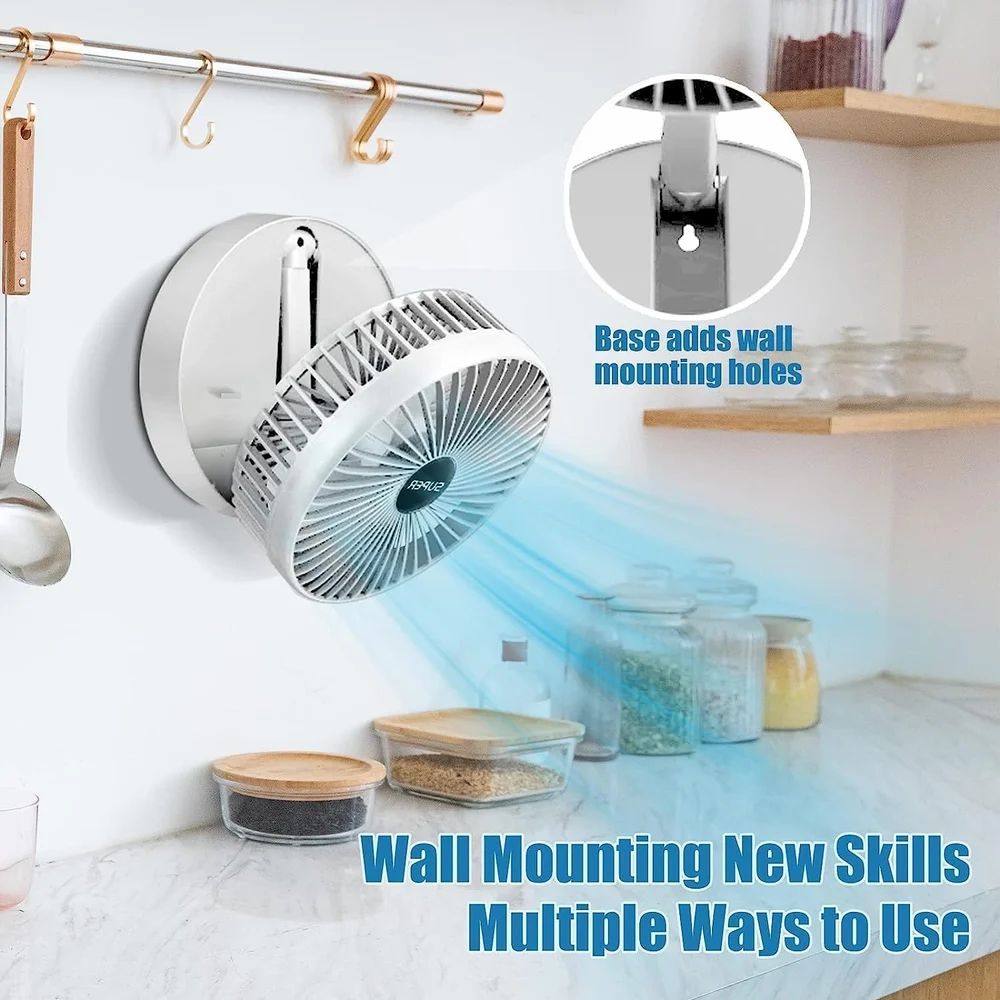 Base adds wall
mounting holes
SUPER
Wall Mounting New Skills
Multiple Ways to Use